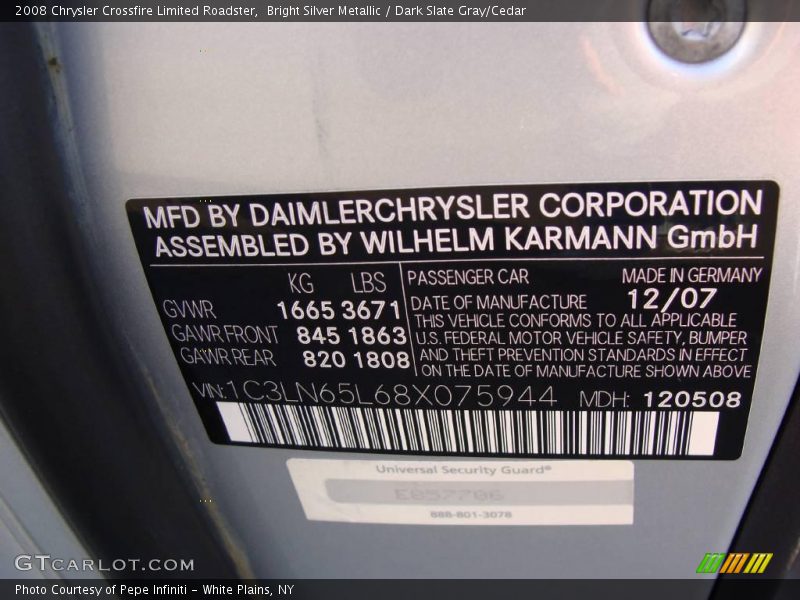 2008 Chrysler Crossfire Limited Roadster,  Bright Silver Metallic / Dark Slate Gray/Cedar
MFD BY DAIMLERCHRYSLER CORPORATION
ASSEMBLED BY WILHELM KARMANN GmbH
KG LBS
GVWR 1665 3671
GAWR FRONT 845 1863
GAWR REAR 820 1808
PASSENGER CAR MADE IN GERMANY
DATE OF MANUFACTURE 12/07
THIS VEHICLE CONFORMS TO ALL APPLICABLE
U.S. FEDERAL MOTOR VEHICLE SAFETY, BUMPER
AND THEFT PREVENTION STANDARDS IN EFFECT
ON THE DATE OF MANUFACTURE SHOWN ABOVE
VIN: 1C3LN65L68X075944 MDH: 120508
Universal Security Guard®
E857706
888-801-3078
GTCARLOT.COM
Photo Courtesy of Pepe Infiniti - White Plains, NY